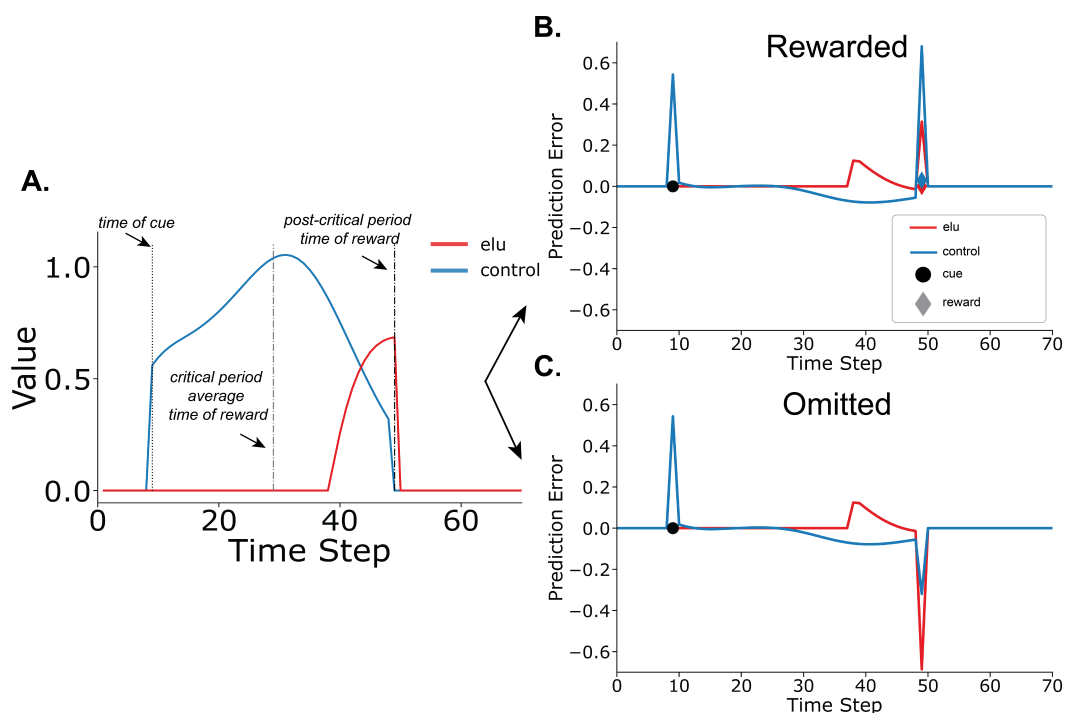 A.
time of cue
post-critical period
time of reward
elu
control
1.0
0.5
0.0
Value
critical period
average
time of reward
0
20
40
60
Time Step
B.
Rewarded
0.6
0.4
0.2
0.0
−0.2
−0.4
−0.6
Prediction Error
elu
control
cue
reward
0 10 20 30 40 50 60 70
Time Step
C.
Omitted
0.6
0.4
0.2
0.0
−0.2
−0.4
−0.6
Prediction Error
0 10 20 30 40 50 60 70
Time Step